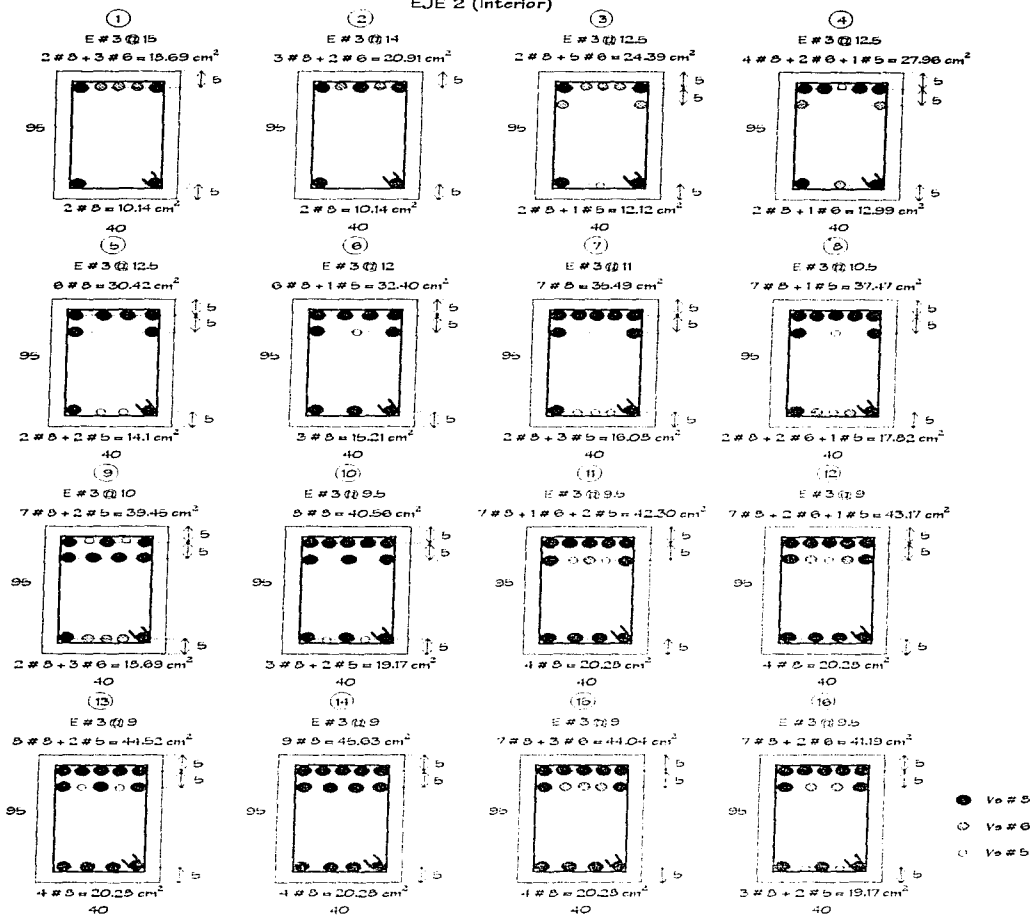 EJE 2 (Interior)
1
E # 3 @ 15
2 # 8 + 3 # 6 = 18.69 cm²
5
95
5
2 # 8 = 10.14 cm²
40
2
E # 3 @ 14
3 # 8 + 2 # 6 = 20.91 cm²
2 # 8 = 10.14 cm²
40
3
E # 3 @ 12.5
2 # 8 + 5 # 6 = 24.39 cm²
5
5
95
5
2 # 8 + 1 # 5 = 12.12 cm²
40
4
E # 3 @ 12.5
4 # 8 + 2 # 6 + 1 # 5 = 27.96 cm²
5
5
95
5
2 # 8 + 1 # 6 = 12.99 cm²
40
5
E # 3 @ 12.5
6 # 8 = 30.42 cm²
5
5
95
5
2 # 8 + 2 # 5 = 14.1 cm²
40
6
E # 3 @ 12
6 # 8 + 1 # 5 = 32.40 cm²
3 # 8 = 15.21 cm²
40
7
E # 3 @ 11
7 # 8 = 35.49 cm²
5
5
95
5
2 # 8 + 3 # 5 = 16.08 cm²
40
8
E # 3 @ 10.5
7 # 8 + 1 # 5 = 37.47 cm²
5
5
95
5
2 # 8 + 2 # 6 + 1 # 5 = 17.82 cm²
40
9
E # 3 @ 10
7 # 8 + 2 # 5 = 39.45 cm²
5
5
95
5
2 # 8 + 3 # 6 = 18.69 cm²
40
10
E # 3 @ 9.5
8 # 8 = 40.56 cm²
3 # 8 + 2 # 5 = 19.17 cm²
40
11
E # 3 @ 9.5
7 # 8 + 1 # 6 + 2 # 5 = 42.30 cm²
5
5
95
5
4 # 8 = 20.28 cm²
40
12
E # 3 @ 9
7 # 8 + 2 # 6 + 1 # 5 = 43.17 cm²
5
5
95
5
4 # 8 = 20.28 cm²
40
13
E # 3 @ 9
8 # 8 + 2 # 5 = 44.52 cm²
5
5
95
5
4 # 8 = 20.28 cm²
40
14
E # 3 @ 9
9 # 8 = 45.63 cm²
4 # 8 = 20.28 cm²
40
15
E # 3 @ 9
7 # 8 + 3 # 6 = 44.04 cm²
5
5
95
5
4 # 8 = 20.28 cm²
40
16
E # 3 @ 9.5
7 # 8 + 2 # 6 = 41.19 cm²
5
5
95
5
3 # 8 + 2 # 5 = 19.17 cm²
40
Vs # 8
Vs # 6
Vs # 5